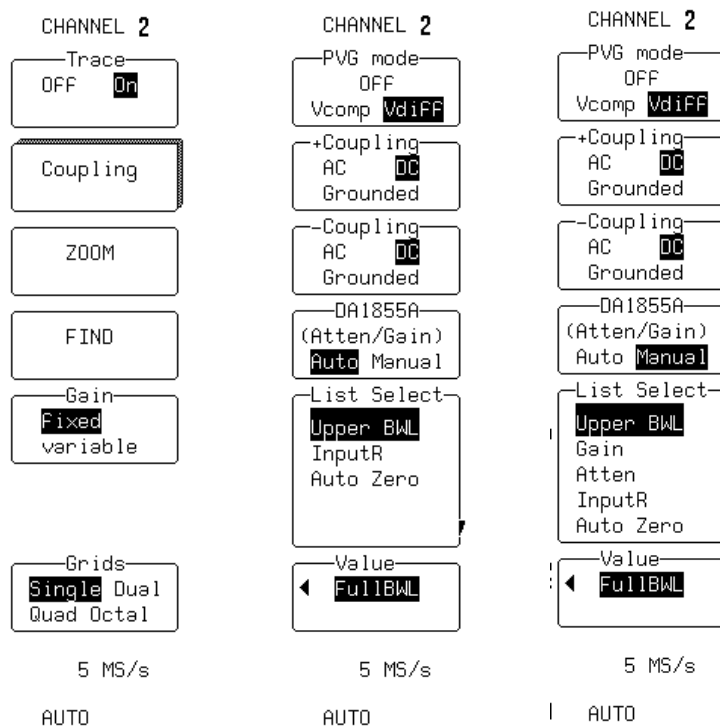 CHANNEL 2
Trace
OFF On
Coupling
ZOOM
FIND
Gain
fixed
variable
Grids
Single Dual
Quad Octal
5 MS/s
AUTO
CHANNEL 2
PVG mode
OFF
Vcomp Vdiff
+Coupling
AC DC
Grounded
-Coupling
AC DC
Grounded
DA1855A
(Atten/Gain)
Auto Manual
List Select
Upper BWL
InputR
Auto Zero
Value
FullBWL
5 MS/s
AUTO
CHANNEL 2
PVG mode
OFF
Vcomp Vdiff
+Coupling
AC DC
Grounded
-Coupling
AC DC
Grounded
DA1855A
(Atten/Gain)
Auto Manual
List Select
Upper BWL
Gain
Atten
InputR
Auto Zero
Value
FullBWL
5 MS/s
AUTO